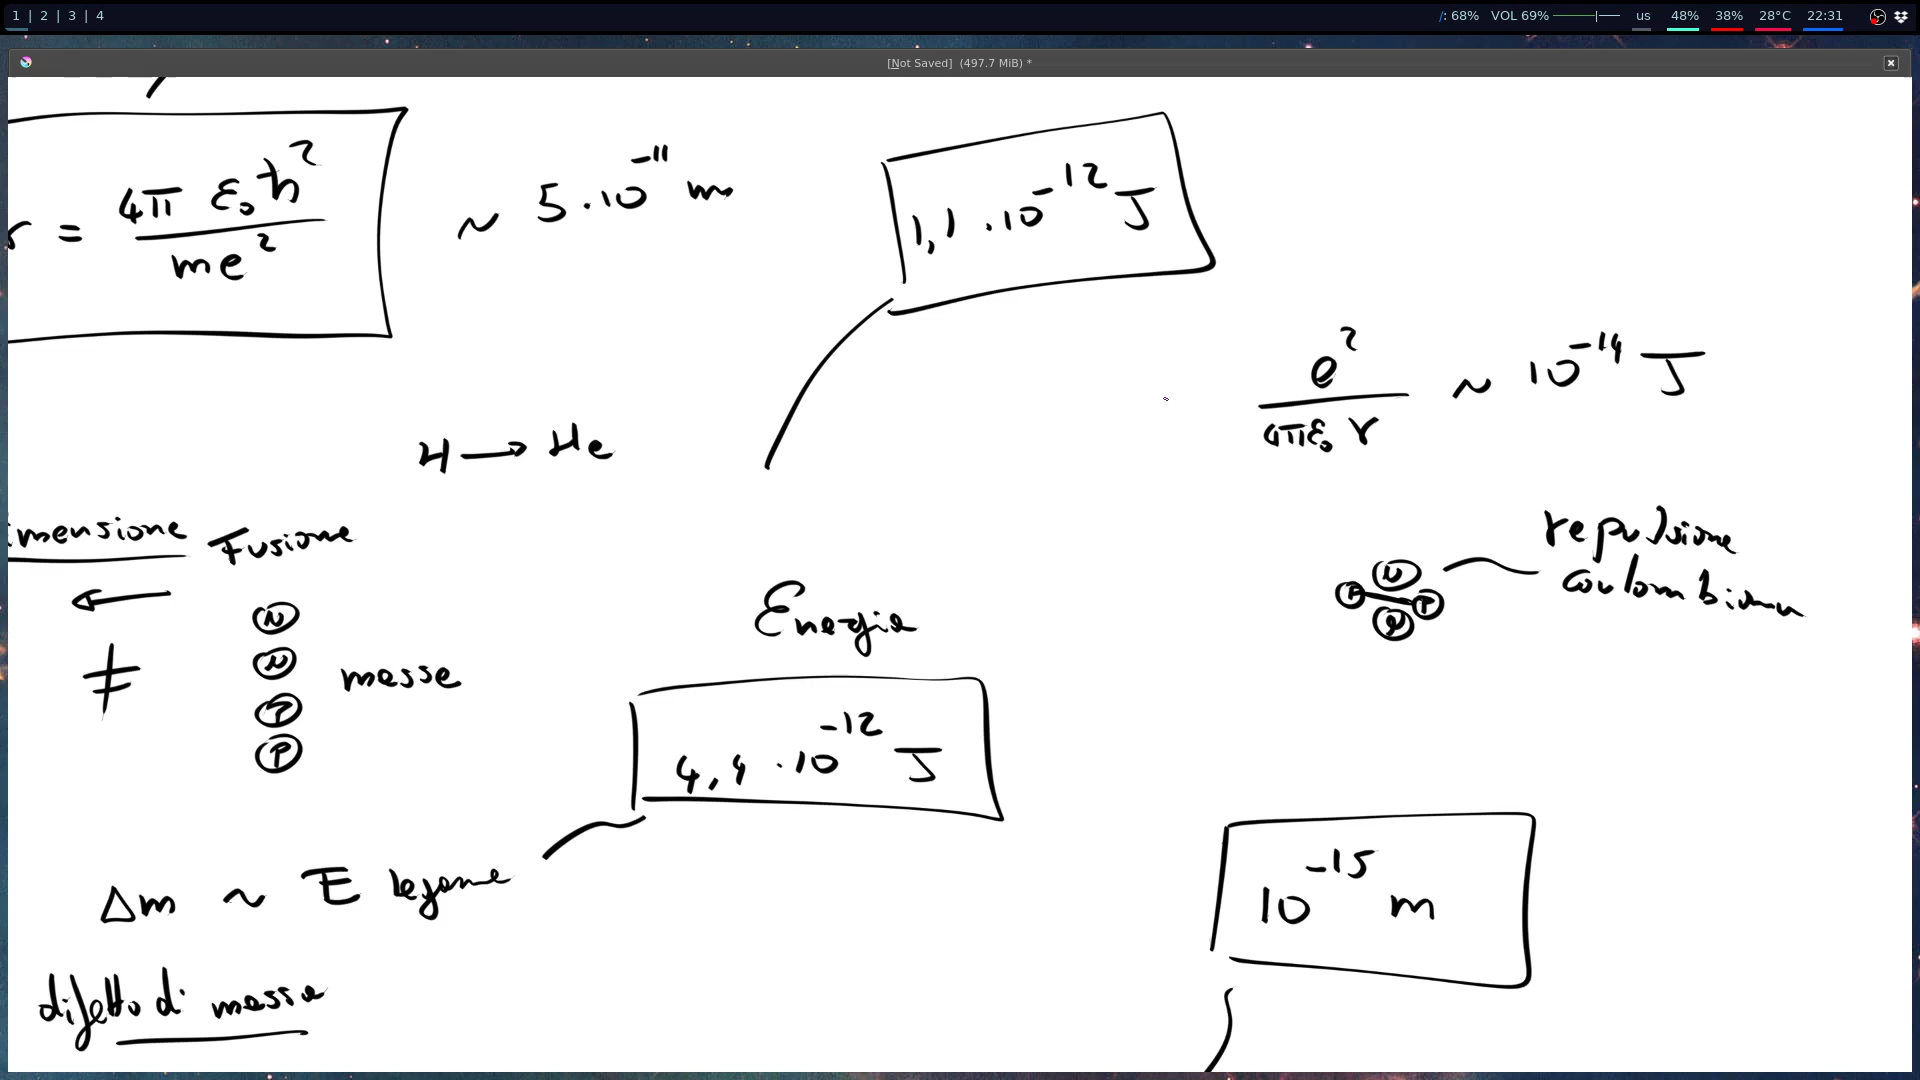 1 | 2 | 3 | 4
/: 68% VOL 69% us 48% 38% 28°C 22:31
[Not Saved] (497.7 MiB) *
r = 4π ε₀ ħ² / me² ~ 5 · 10⁻¹¹ m
1,1 · 10⁻¹² J
e² / 4πε₀ r ~ 10⁻¹⁴ J
H → He
imensione
Fusione
←
≠
N
N
P
P
masse
Energia
4,4 · 10⁻¹² J
N
P P
repulsione
coulombiana
Δm ~ E legame
difetto di massa
10⁻¹⁵ m